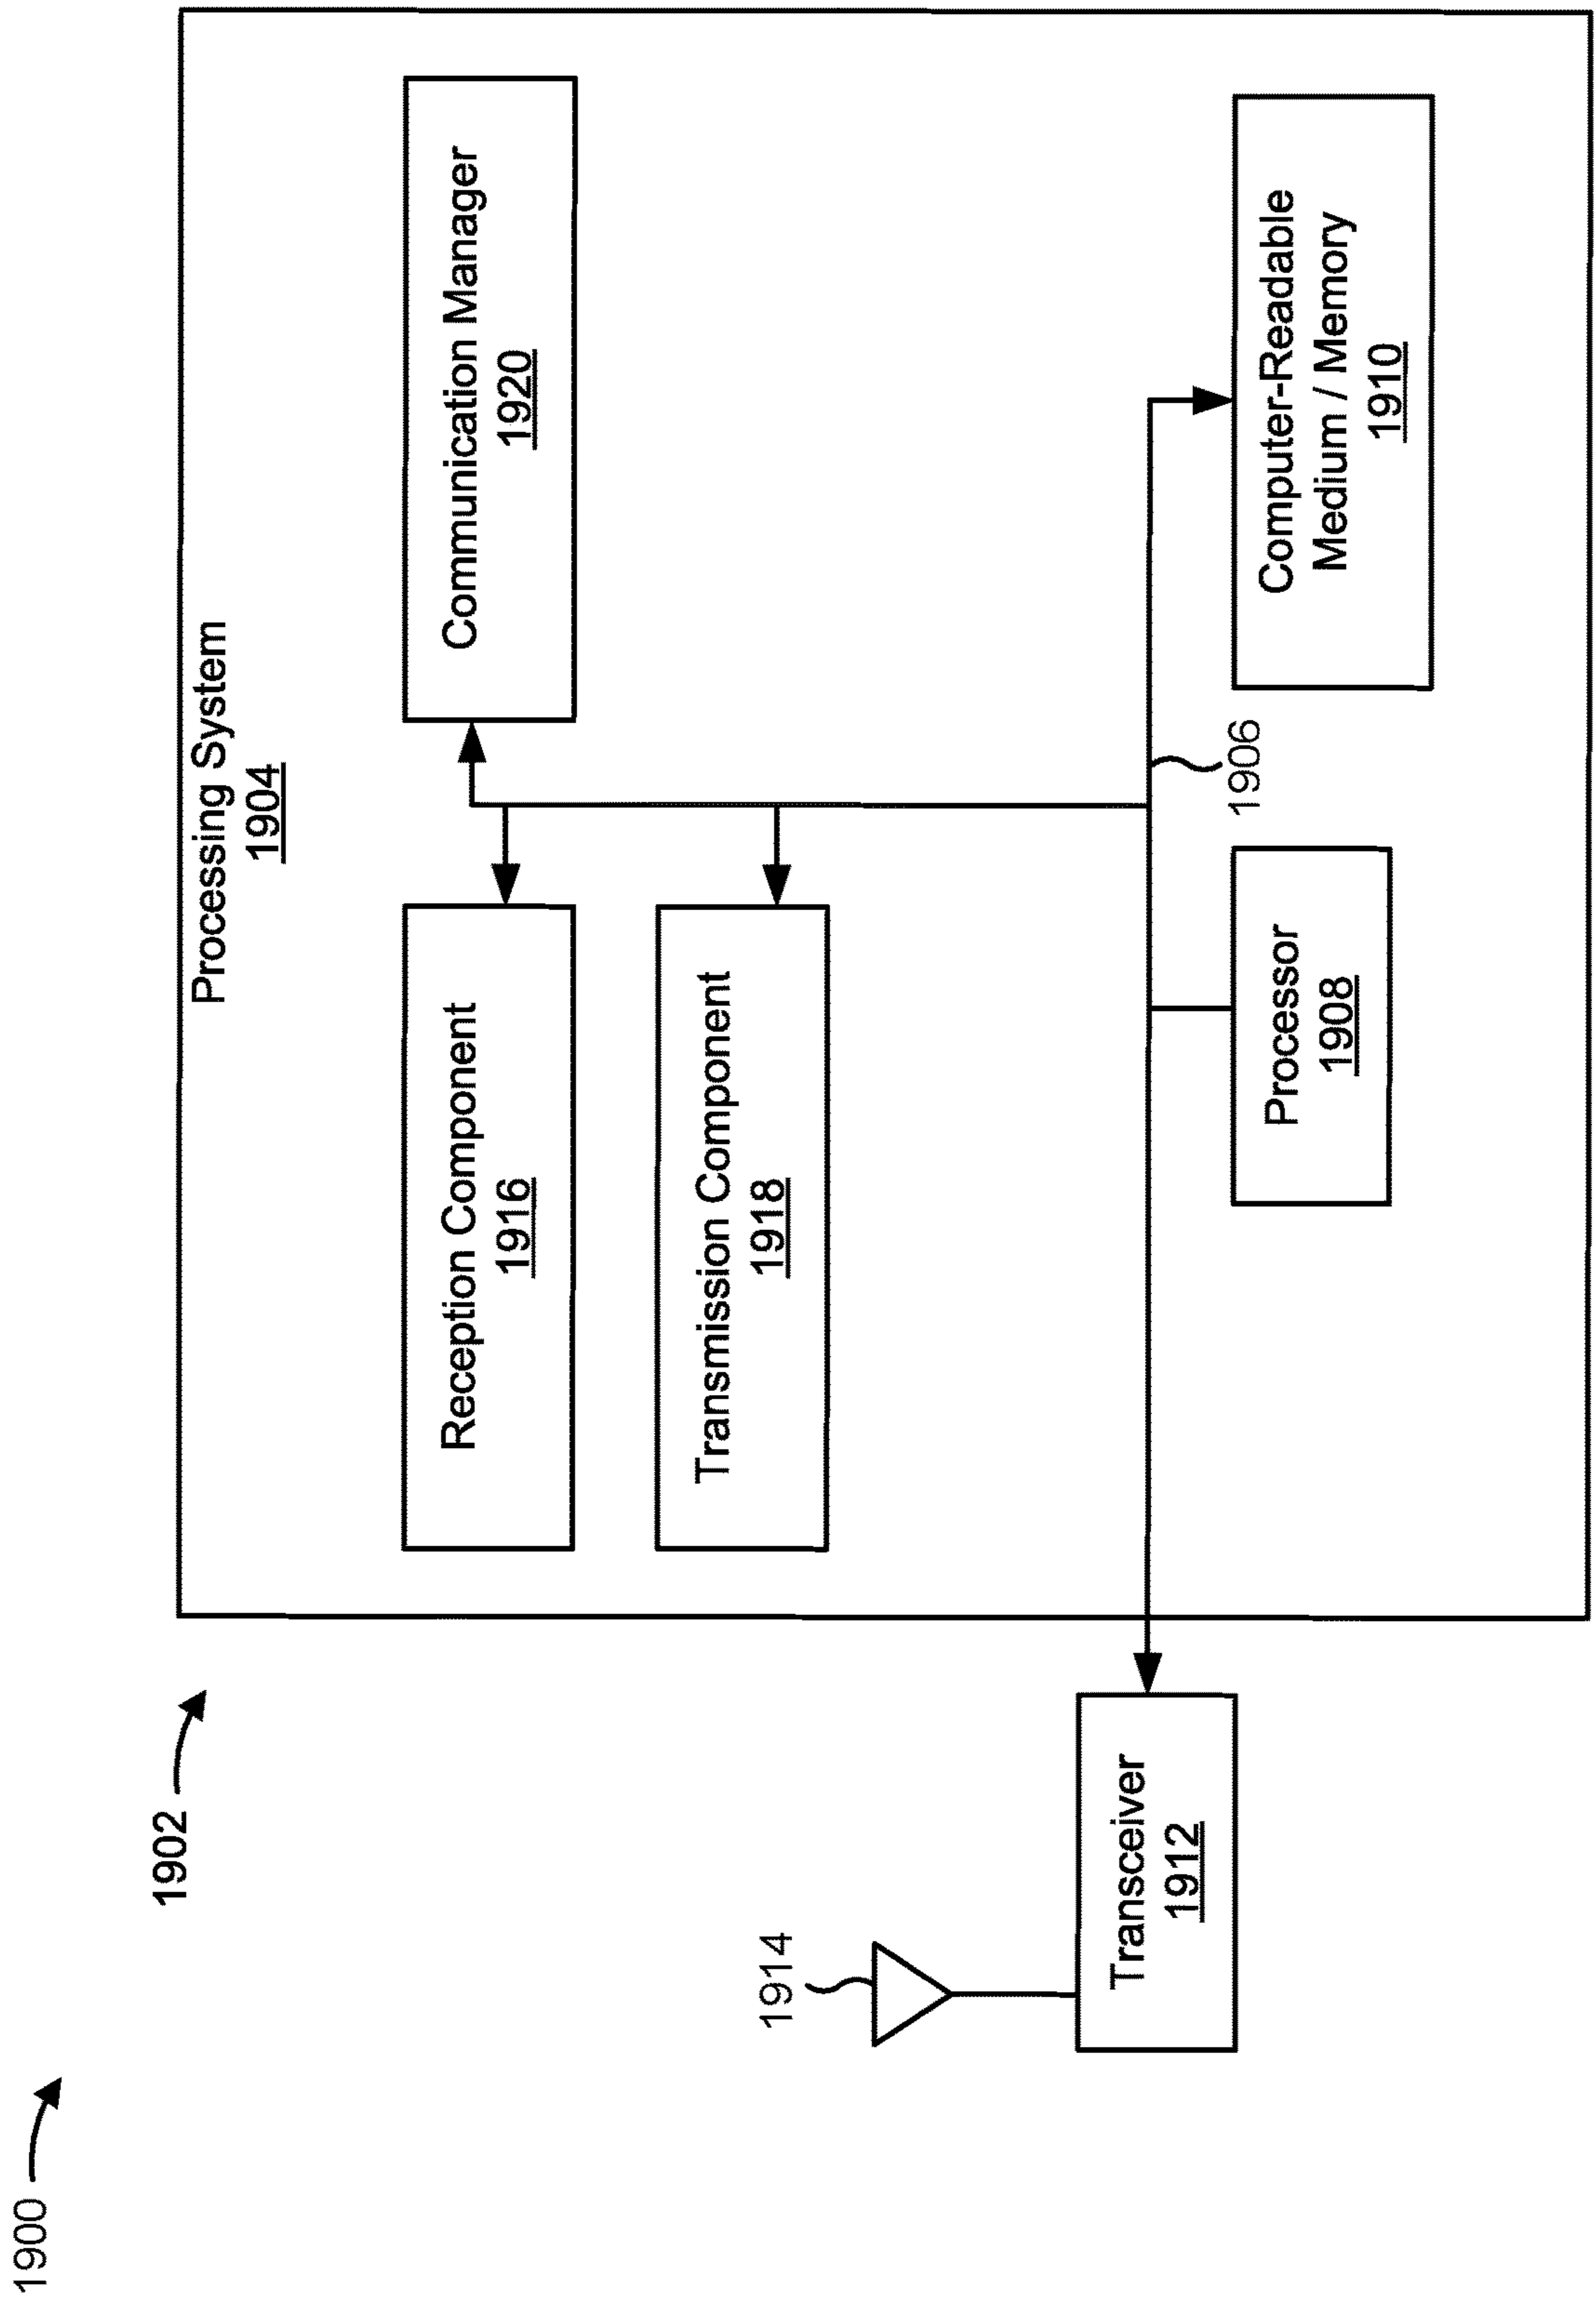 1900
1902
Processing System
1904
Reception Component
1916
Communication Manager
1920
Transmission Component
1918
1914
Transceiver
1912
1906
Processor
1908
Computer-Readable
Medium / Memory
1910